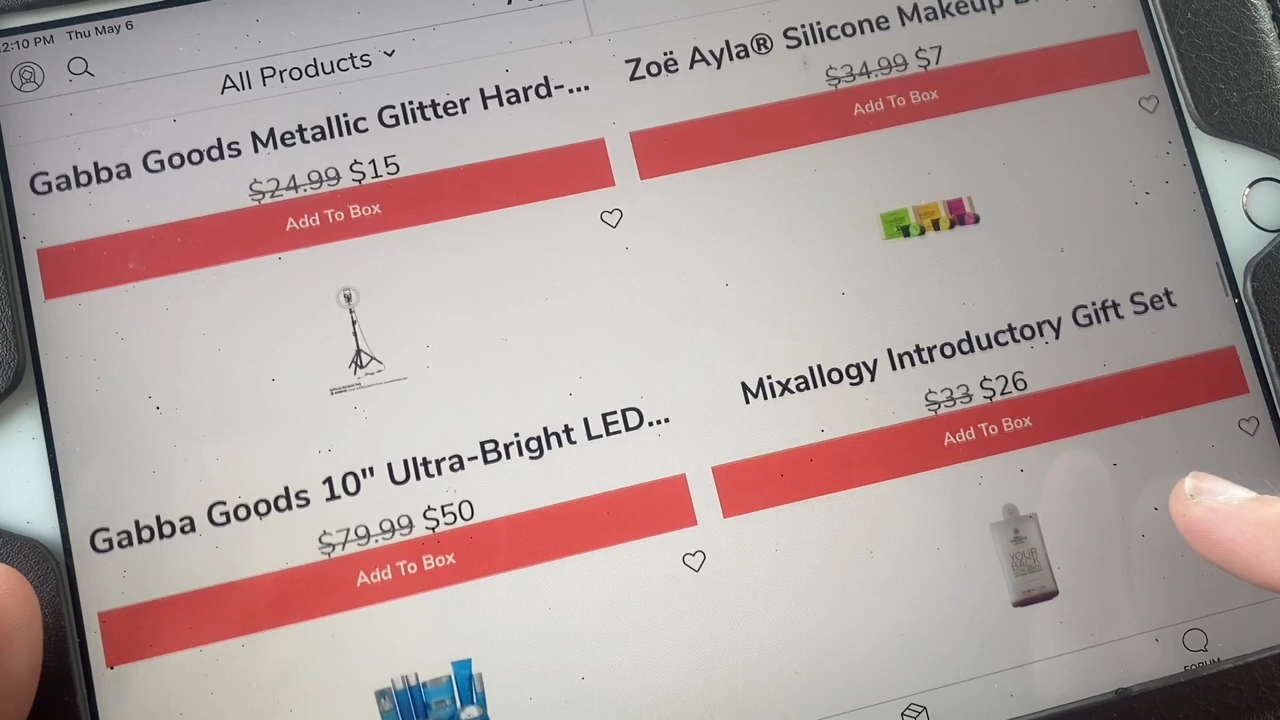 2:10 PM Thu May 6
All Products
Gabba Goods Metallic Glitter Hard-...
$24.99 $15
Add To Box
Zoë Ayla® Silicone Makeup
$34.99 $7
Add To Box
Gabba Goods 10" Ultra-Bright LED...
$79.99 $50
Add To Box
Mixallogy Introductory Gift Set
$33 $26
Add To Box
YOUR
FORUM